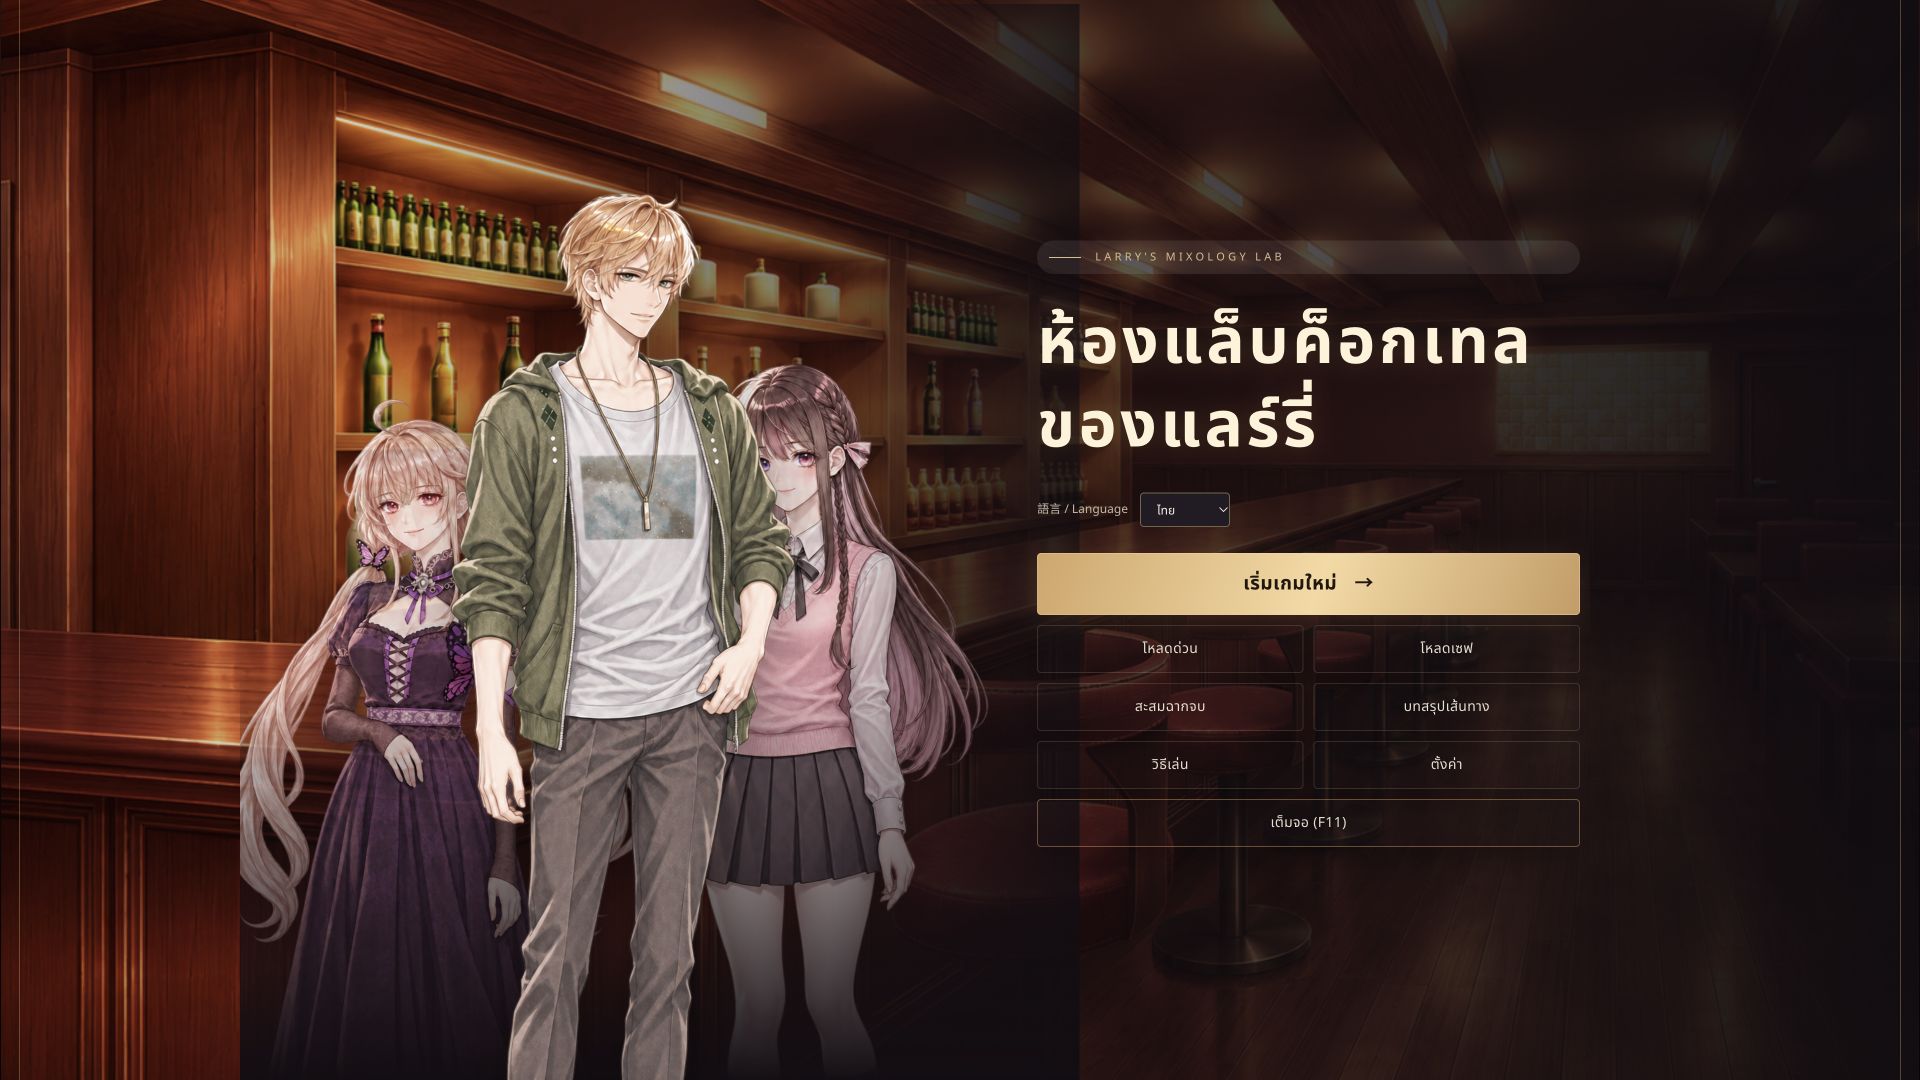 LARRY'S MIXOLOGY LAB
ห้องแล็บค็อกเทล
ของแลร์รี่
語言 / Language ไทย
เริ่มเกมใหม่ →
โหลดด่วน โหลดเซฟ
สะสมฉากจบ บทสรุปเส้นทาง
วิธีเล่น ตั้งค่า
เต็มจอ (F11)